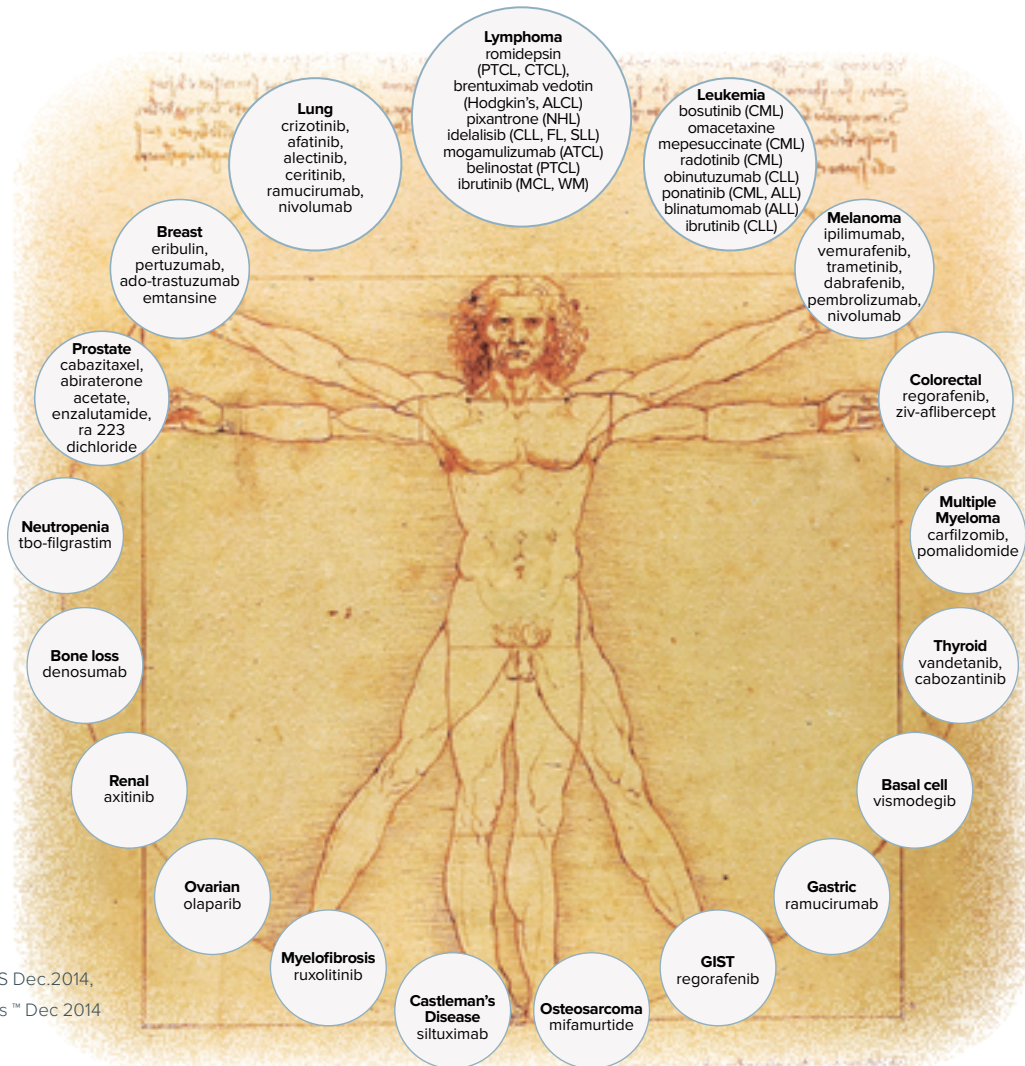 Lymphoma
romidepsin
(PTCL, CTCL),
brentuximab vedotin
(Hodgkin's, ALCL)
pixantrone (NHL)
idelalisib (CLL, FL, SLL)
mogamulizumab (ATCL)
belinostat (PTCL)
ibrutinib (MCL, WM)
Lung
crizotinib,
afatinib,
alectinib,
ceritinib,
ramucirumab,
nivolumab
Leukemia
bosutinib (CML)
omacetaxine
mepesuccinate (CML)
radotinib (CML)
obinutuzumab (CLL)
ponatinib (CML, ALL)
blinatumomab (ALL)
ibrutinib (CLL)
Breast
eribulin,
pertuzumab,
ado-trastuzumab
emtansine
Melanoma
ipilimumab,
vemurafenib,
trametinib,
dabrafenib,
pembrolizumab,
nivolumab
Prostate
cabazitaxel,
abiraterone
acetate,
enzalutamide,
ra 223
dichloride
Colorectal
regorafenib,
ziv-aflibercept
Neutropenia
tbo-filgrastim
Multiple
Myeloma
carfilzomib,
pomalidomide
Bone loss
denosumab
Thyroid
vandetanib,
cabozantinib
Renal
axitinib
Basal cell
vismodegib
Ovarian
olaparib
Gastric
ramucirumab
Myelofibrosis
ruxolitinib
GIST
regorafenib
Castleman's
Disease
siltuximab
Osteosarcoma
mifamurtide
S Dec.2014,
s ™ Dec 2014